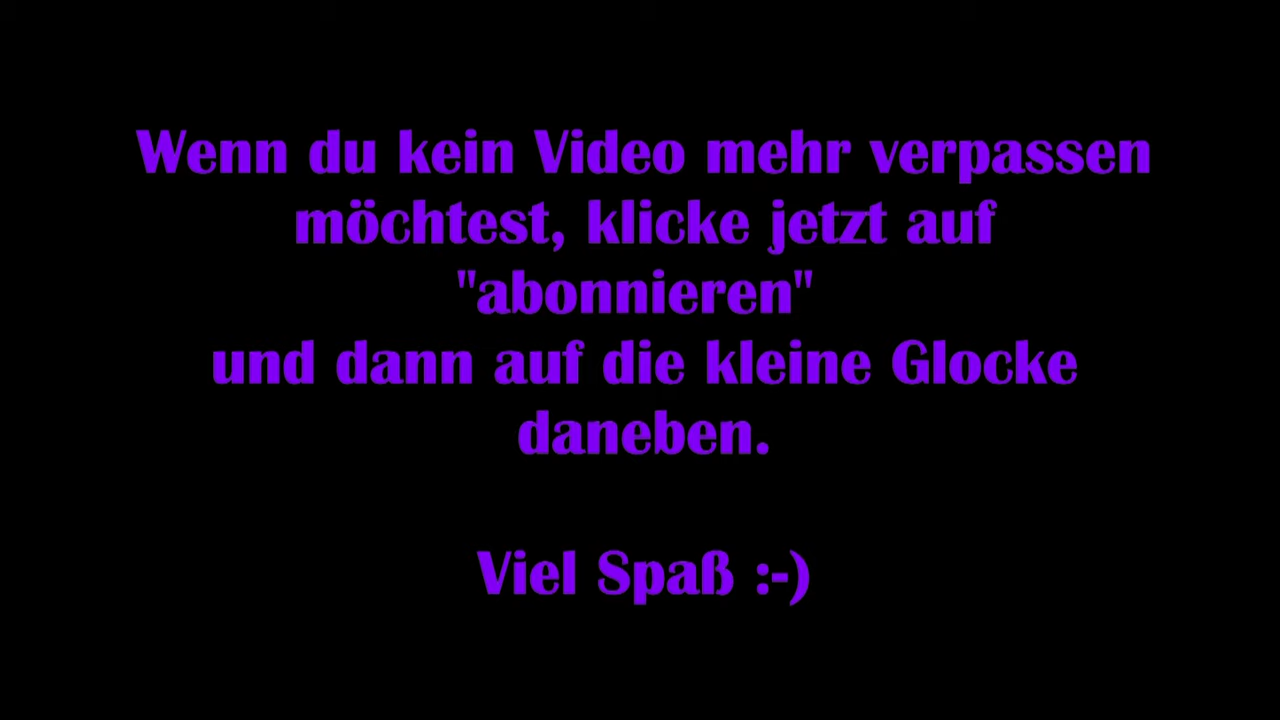 Wenn du kein Video mehr verpassen
möchtest, klicke jetzt auf
"abonnieren"
und dann auf die kleine Glocke
daneben.
Viel Spaß :-)